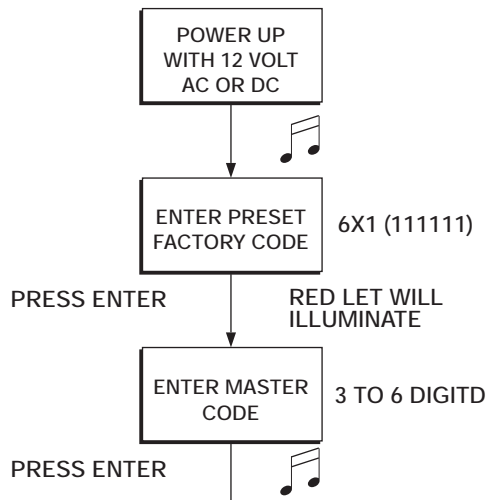 POWER UP
WITH 12 VOLT
AC OR DC
ENTER PRESET
FACTORY CODE
6X1 (111111)
PRESS ENTER
RED LET WILL
ILLUMINATE
ENTER MASTER
CODE
3 TO 6 DIGITD
PRESS ENTER